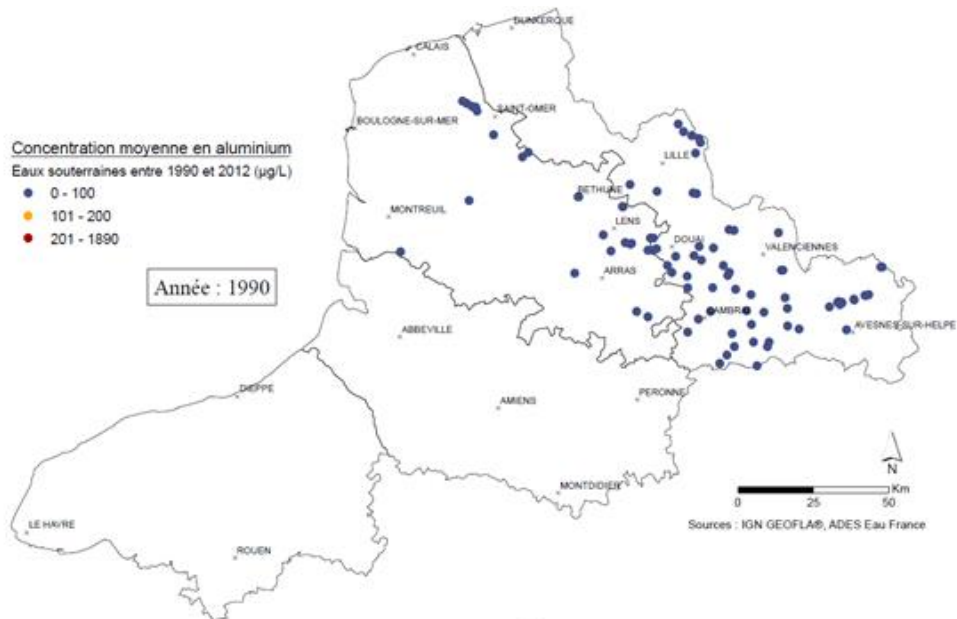 DUNKERQUE
CALAIS
SAINT-OMER
BOULOGNE-SUR-MER
Concentration moyenne en aluminium
Eaux souterraines entre 1990 et 2012 (µg/L)
0 - 100
101 - 200
201 - 1890
LILLE
BETHUNE
MONTREUIL
LENS
DOUAI
VALENCIENNES
Année : 1990
ARRAS
CAMBRAI
AVESNES-SUR-HELPE
ABBEVILLE
DIEPPE
PERONNE
AMIENS
N
MONTDIDIER
Km
0 25 50
Sources : IGN GEOFLA®, ADES Eau France
LE HAVRE
ROUEN